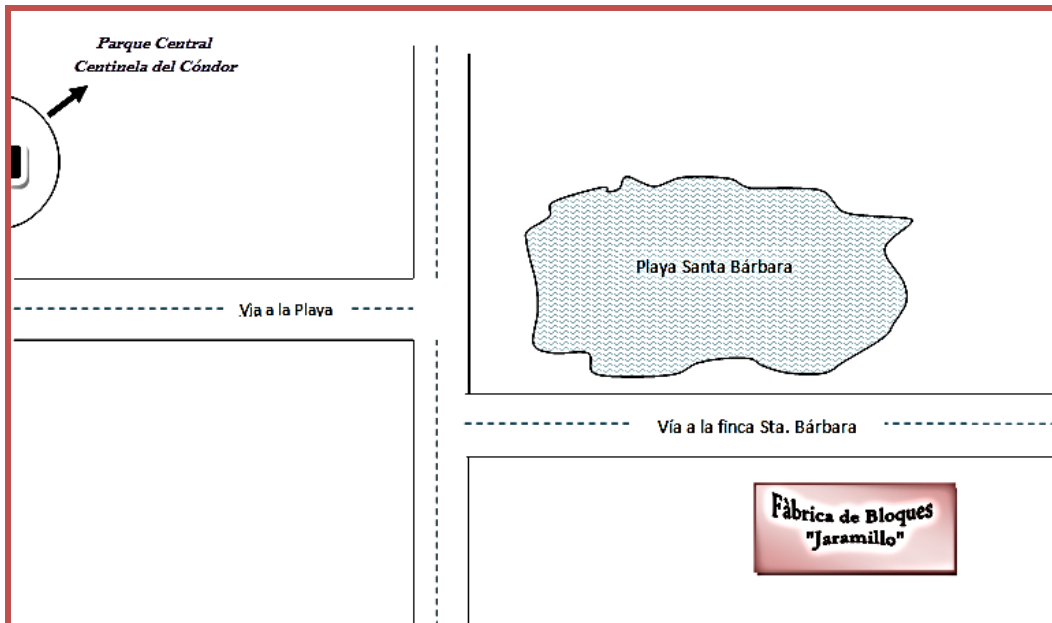 Parque Central
Centinela del Cóndor
Playa Santa Bárbara
Via a la Playa
Vía a la finca Sta. Bárbara
Fàbrica de Bloques
"Jaramillo"